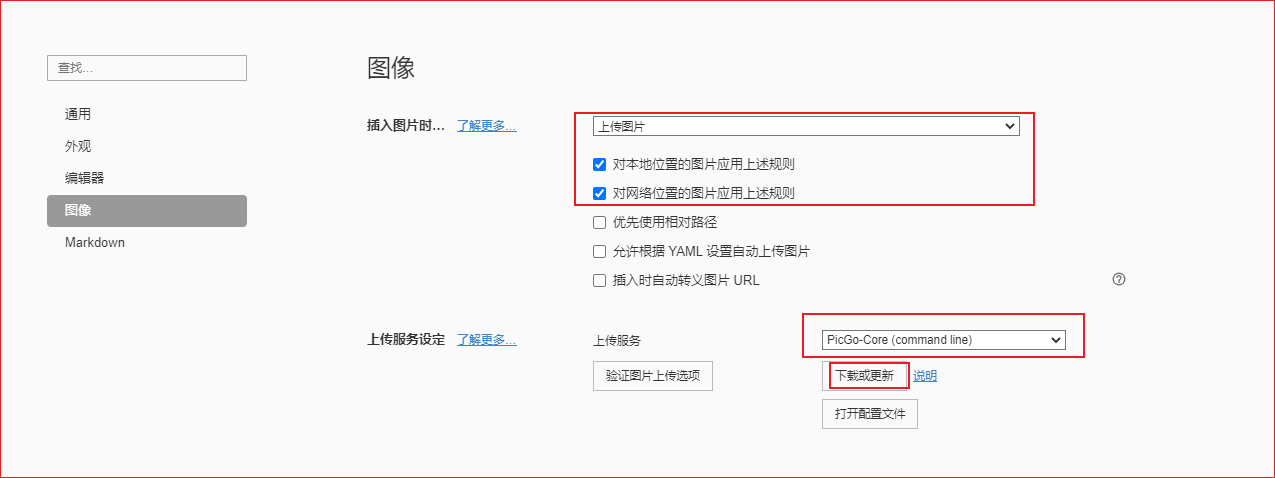 查找...
通用
外观
编辑器
图像
Markdown
图像
插入图片时... 了解更多...
上传图片
对本地位置的图片应用上述规则
对网络位置的图片应用上述规则
优先使用相对路径
允许根据 YAML 设置自动上传图片
插入时自动转义图片 URL
上传服务设定 了解更多...
上传服务 PicGo-Core (command line)
验证图片上传选项 下载或更新 说明
打开配置文件